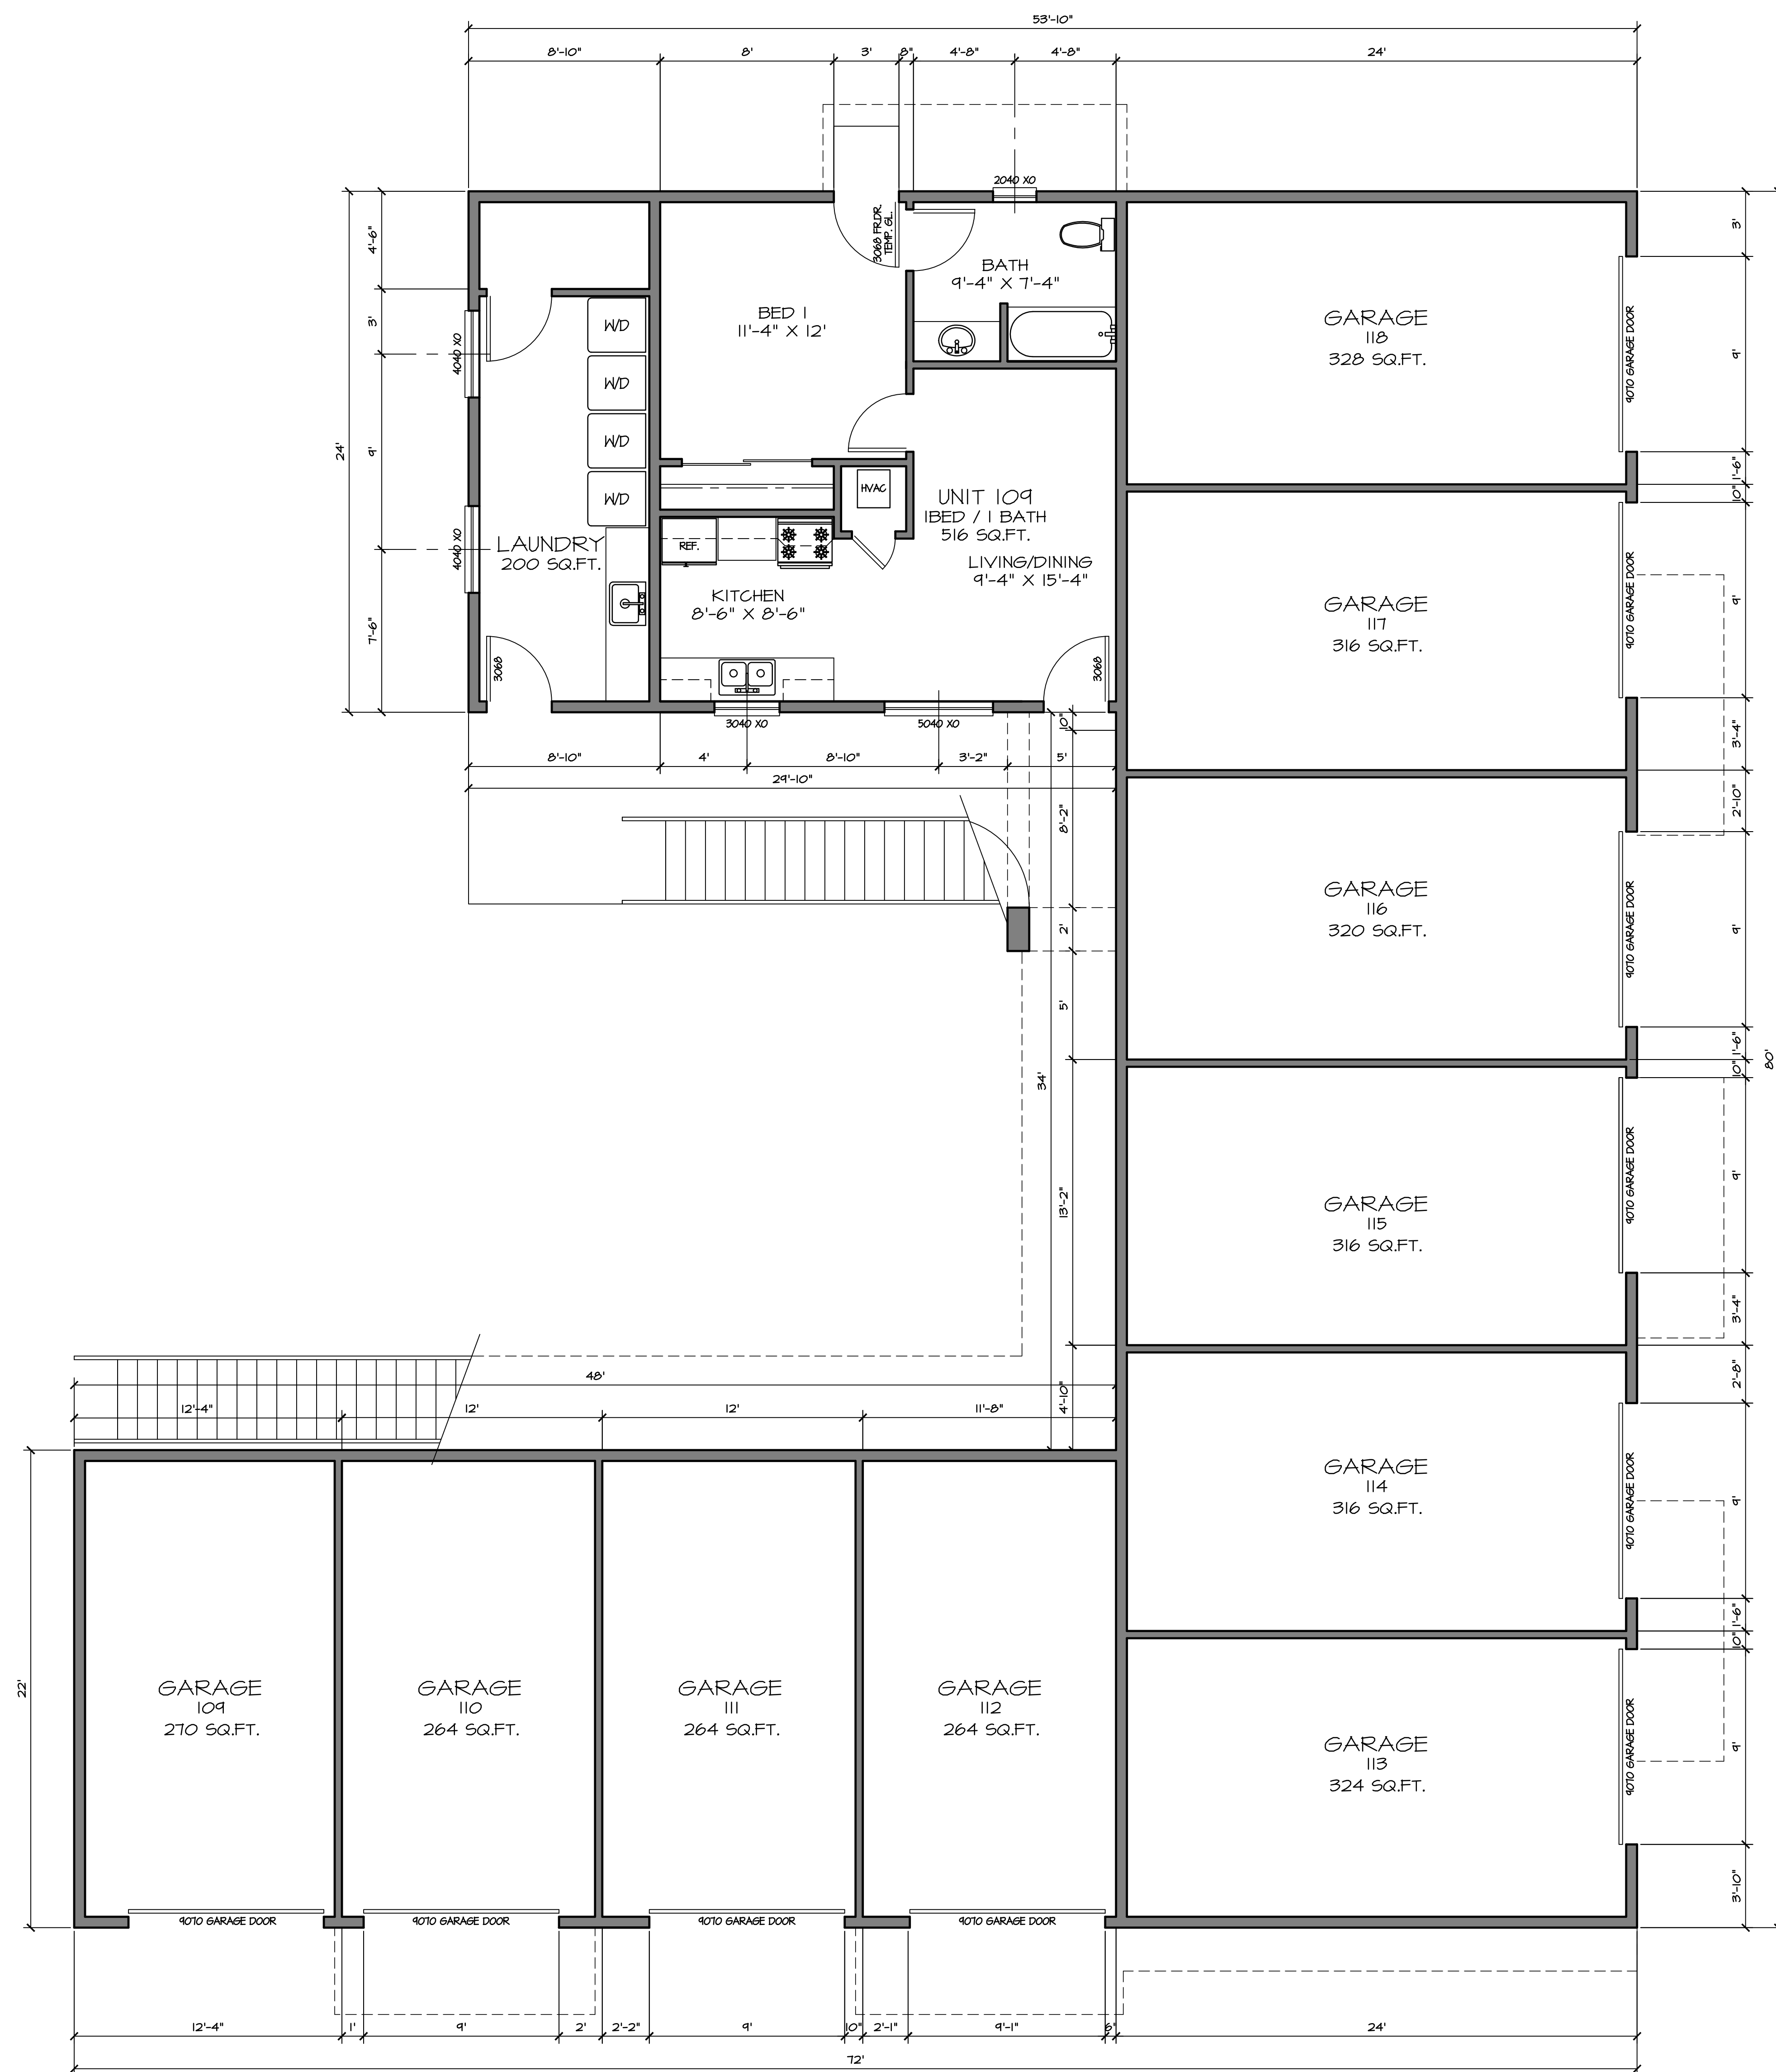 53'-10"
8'-10" 8' 3' 8" 4'-8" 4'-8" 24'
2040 XO
3068 FR.DR.
TEMP. GL.
BATH
9'-4" X 7'-4"
BED 1
11'-4" X 12'
4'-6"
3'
9'
7'-6"
24'
4040 XO
4040 XO
W/D
W/D
W/D
W/D
LAUNDRY
200 SQ.FT.
3068
HVAC
UNIT 109
1BED / 1 BATH
516 SQ.FT.
LIVING/DINING
9'-4" X 15'-4"
REF.
KITCHEN
8'-6" X 8'-6"
3068
3040 XO
5040 XO
8'-10" 4' 8'-10" 3'-2" 5'
29'-10"
10"
8'-2"
2'
5'
13'-2"
4'-10"
34'
GARAGE
118
328 SQ.FT.
9070 GARAGE DOOR
GARAGE
117
316 SQ.FT.
9070 GARAGE DOOR
GARAGE
116
320 SQ.FT.
9070 GARAGE DOOR
GARAGE
115
316 SQ.FT.
9070 GARAGE DOOR
GARAGE
114
316 SQ.FT.
9070 GARAGE DOOR
GARAGE
113
324 SQ.FT.
9070 GARAGE DOOR
3'
9'
1'-6"
10"
9'
3'-4"
2'-10"
9'
1'-6"
10"
9'
3'-4"
2'-8"
9'
1'-6"
10"
9'
3'-10"
80'
48'
12'-4" 12' 12' 11'-8"
22'
GARAGE
109
270 SQ.FT.
GARAGE
110
264 SQ.FT.
GARAGE
111
264 SQ.FT.
GARAGE
112
264 SQ.FT.
9070 GARAGE DOOR
9070 GARAGE DOOR
9070 GARAGE DOOR
9070 GARAGE DOOR
12'-4" 1' 9' 2' 2'-2" 9' 10" 2'-1" 9'-1" 6" 24'
72'